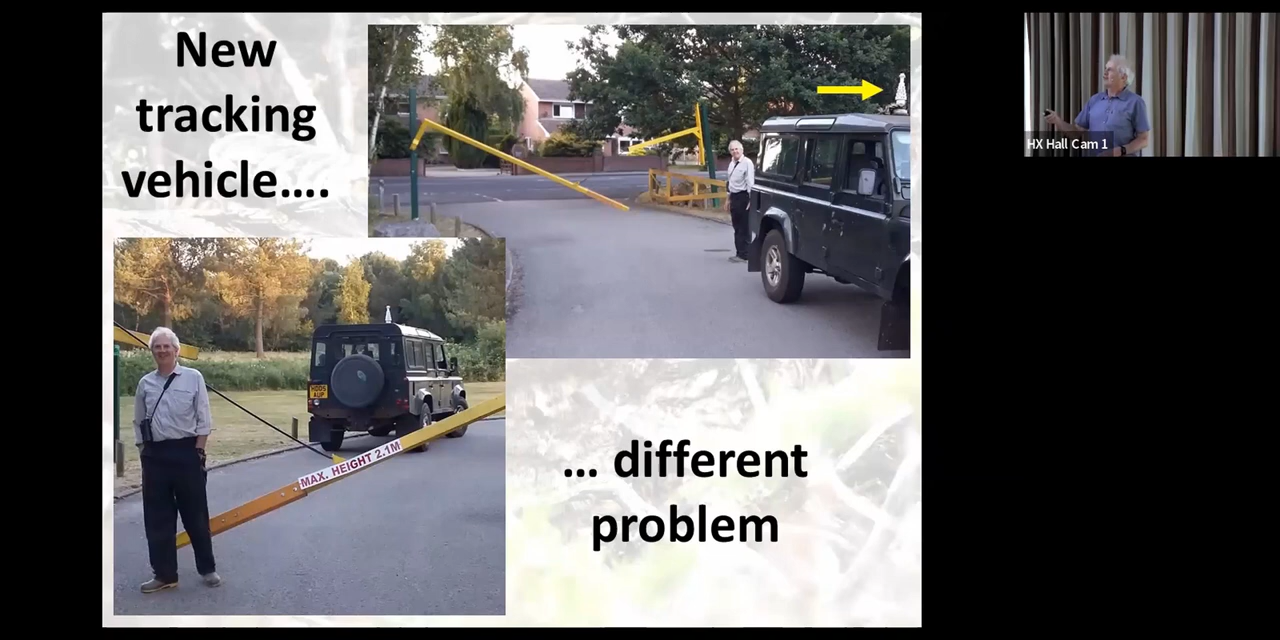 New
tracking
vehicle….
… different
problem
MAX. HEIGHT 2.1M
HX Hall Cam 1